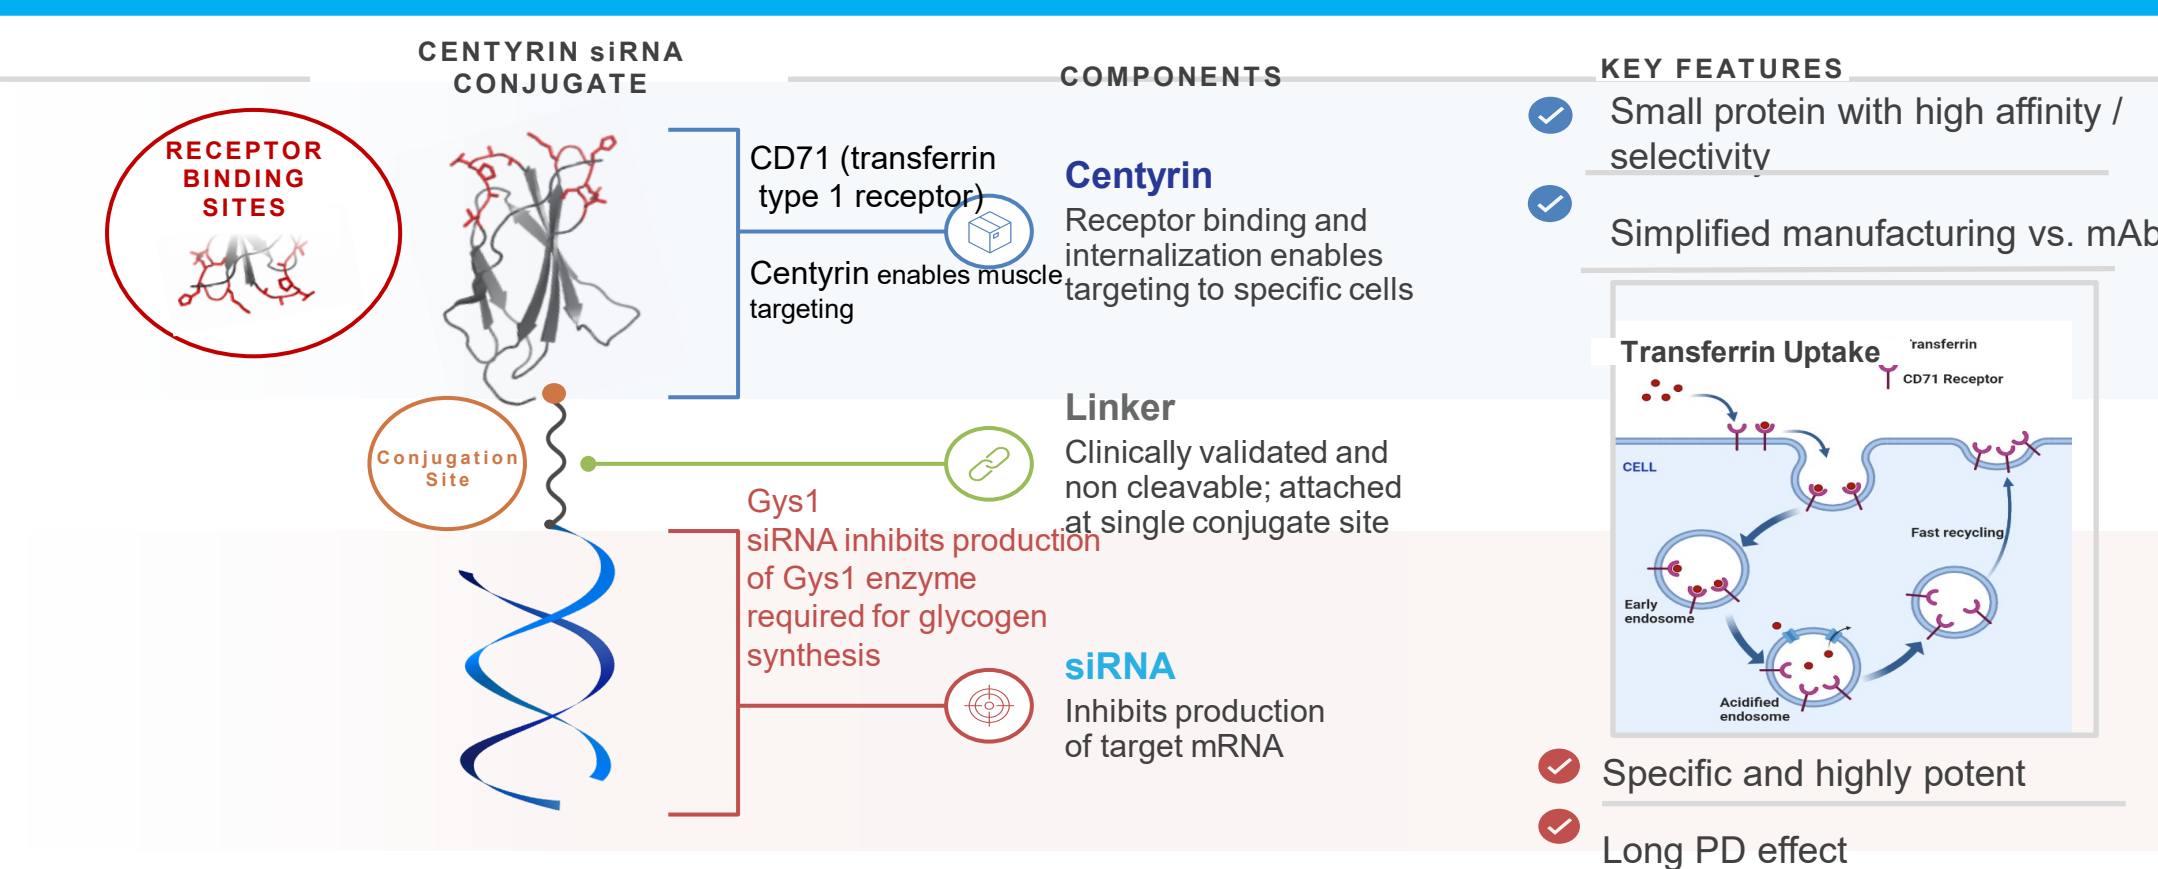 CENTYRIN siRNA
CONJUGATE
COMPONENTS
KEY FEATURES
RECEPTOR
BINDING
SITES
CD71 (transferrin
type 1 receptor)
Centyrin enables muscle
targeting
Centyrin
Receptor binding and
internalization enables
targeting to specific cells
Small protein with high affinity /
selectivity
Simplified manufacturing vs. mAb
Conjugation
Site
Linker
Clinically validated and
non cleavable; attached
at single conjugate site
Gys1
siRNA inhibits production
of Gys1 enzyme
required for glycogen
synthesis
siRNA
Inhibits production
of target mRNA
Transferrin Uptake
ransferrin
CD71 Receptor
CELL
Fast recycling
Early
endosome
Acidified
endosome
Specific and highly potent
Long PD effect